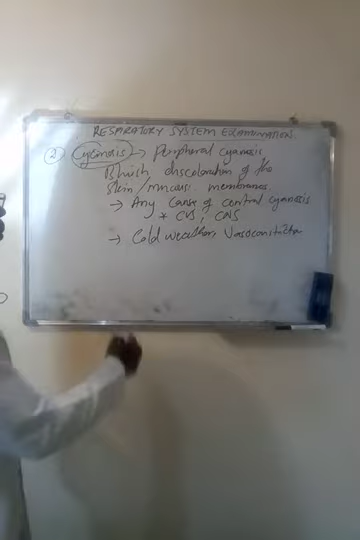 RESPIRATORY SYSTEM EXAMINATION
② Cyanosis → Peripheral cyanosis
Bluish discoloration of the
Skin / mucous membranes
→ Any cause of central cyanosis
* CVS, CNS
→ Cold weather, Vasoconstriction